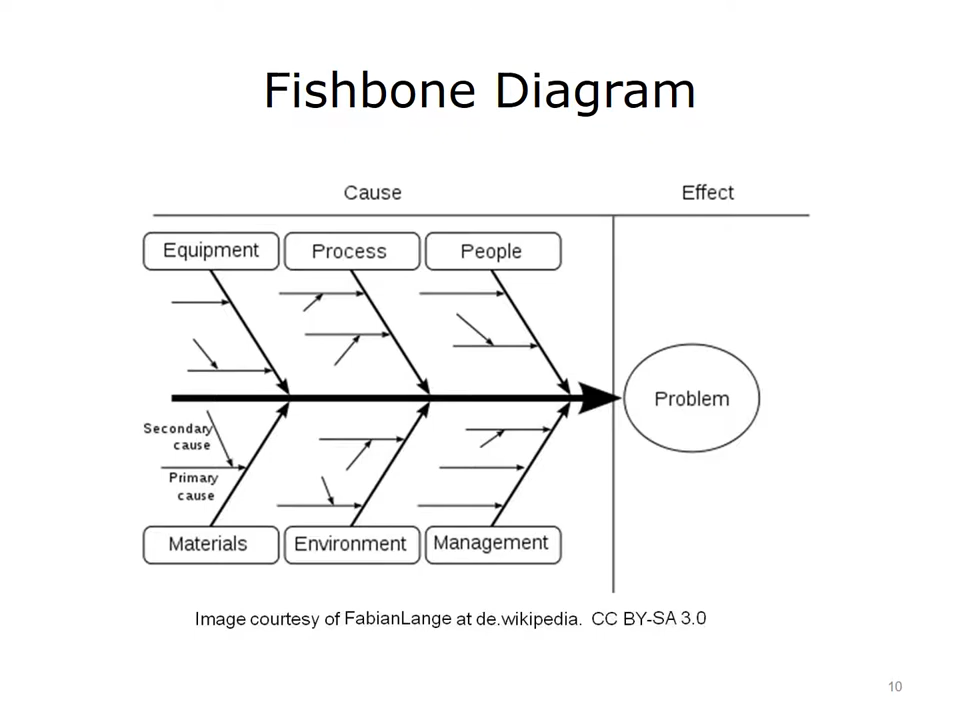 Fishbone Diagram
Cause
Effect
Equipment
Process
People
Problem
Secondary
cause
Primary
cause
Materials
Environment
Management
Image courtesy of FabianLange at de.wikipedia. CC BY-SA 3.0
10